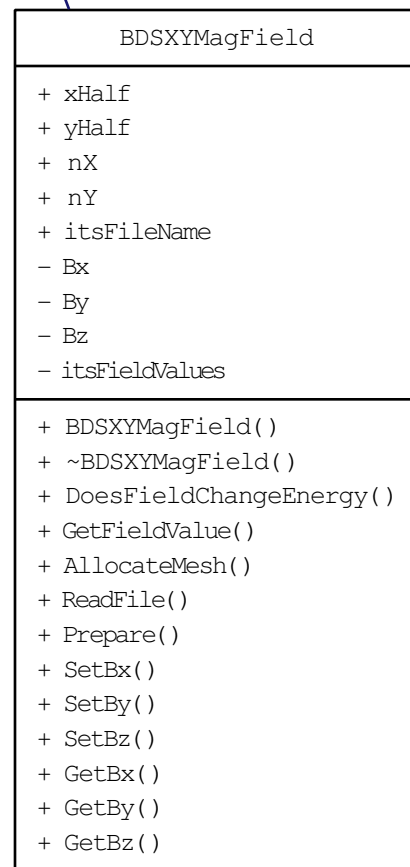 BDSXYMagField
+ xHalf
+ yHalf
+ nX
+ nY
+ itsFileName
- Bx
- By
- Bz
- itsFieldValues
+ BDSXYMagField()
+ ~BDSXYMagField()
+ DoesFieldChangeEnergy()
+ GetFieldValue()
+ AllocateMesh()
+ ReadFile()
+ Prepare()
+ SetBx()
+ SetBy()
+ SetBz()
+ GetBx()
+ GetBy()
+ GetBz()